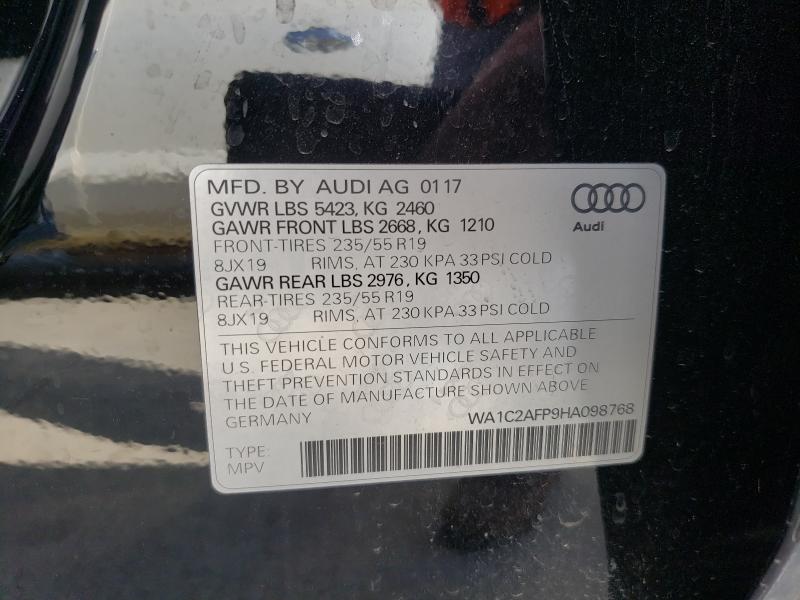 MFD. BY AUDI AG 01 17
GVWR LBS 5423, KG 2460
GAWR FRONT LBS 2668, KG 1210
FRONT-TIRES 235/55 R19
8JX19 RIMS, AT 230 KPA 33 PSI COLD
GAWR REAR LBS 2976, KG 1350
REAR-TIRES 235/55 R19
8JX19 RIMS, AT 230 KPA 33 PSI COLD
Audi
THIS VEHICLE CONFORMS TO ALL APPLICABLE
U.S. FEDERAL MOTOR VEHICLE SAFETY AND
THEFT PREVENTION STANDARDS IN EFFECT ON
THE DATE OF MANUFACTURE SHOWN ABOVE
GERMANY WA1C2AFP9HA098768
TYPE:
MPV